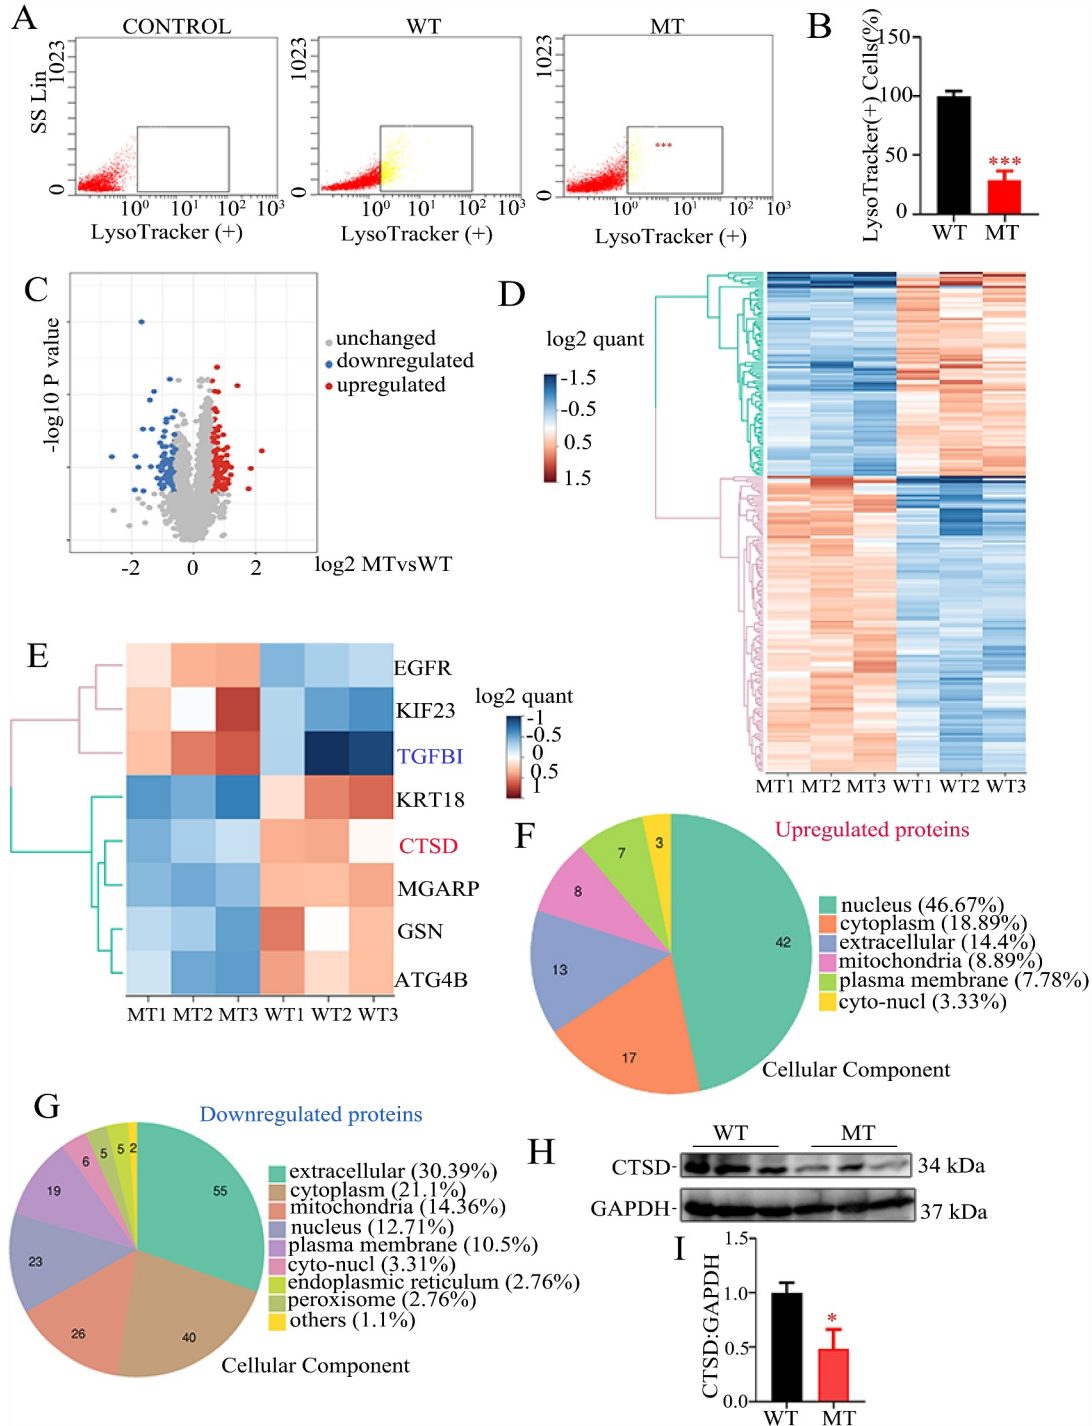 A
CONTROL
WT
MT
SS Lin
1023
0
10⁰ 10¹ 10² 10³
LysoTracker (+)
1023
0
10⁰ 10¹ 10² 10³
LysoTracker (+)
1023
0
***
10⁰ 10¹ 10² 10³
LysoTracker (+)
B
LysoTracker(+) Cells(%)
150
100
50
0
***
WT MT
C
-log10 P value
unchanged
downregulated
upregulated
-2 0 2
log2 MTvsWT
D
log2 quant
-1.5
-0.5
0.5
1.5
MT1 MT2 MT3 WT1 WT2 WT3
E
EGFR
KIF23
TGFBI
KRT18
CTSD
MGARP
GSN
ATG4B
MT1 MT2 MT3 WT1 WT2 WT3
log2 quant
-1
-0.5
0
0.5
1
F
Upregulated proteins
3
7
8
13
17
42
nucleus (46.67%)
cytoplasm (18.89%)
extracellular (14.4%)
mitochondria (8.89%)
plasma membrane (7.78%)
cyto-nucl (3.33%)
Cellular Component
G
Downregulated proteins
2
5
5
6
19
23
26
40
55
extracellular (30.39%)
cytoplasm (21.1%)
mitochondria (14.36%)
nucleus (12.71%)
plasma membrane (10.5%)
cyto-nucl (3.31%)
endoplasmic reticulum (2.76%)
peroxisome (2.76%)
others (1.1%)
Cellular Component
H
WT MT
CTSD- 34 kDa
GAPDH- 37 kDa
I
CTSD:GAPDH
1.5
1.0
0.5
0.0
*
WT MT